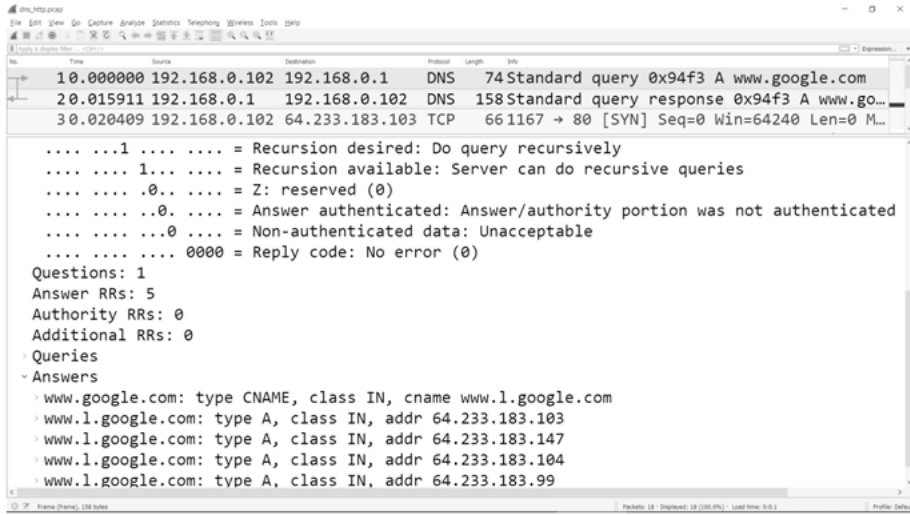 dns_http.pcap
File Edit View Go Capture Analyze Statistics Telephony Wireless Tools Help
Apply a display filter ... <Ctrl-/> Expression...
No. Time Source Destination Protocol Length Info
1 0.000000 192.168.0.102 192.168.0.1 DNS 74 Standard query 0x94f3 A www.google.com
2 0.015911 192.168.0.1 192.168.0.102 DNS 158 Standard query response 0x94f3 A www.go…
3 0.020409 192.168.0.102 64.233.183.103 TCP 66 1167 → 80 [SYN] Seq=0 Win=64240 Len=0 M…
.... ...1 .... .... = Recursion desired: Do query recursively
.... .... 1... .... = Recursion available: Server can do recursive queries
.... .... .0.. .... = Z: reserved (0)
.... .... ..0. .... = Answer authenticated: Answer/authority portion was not authenticated
.... .... ...0 .... = Non-authenticated data: Unacceptable
.... .... .... 0000 = Reply code: No error (0)
Questions: 1
Answer RRs: 5
Authority RRs: 0
Additional RRs: 0
Queries
Answers
www.google.com: type CNAME, class IN, cname www.l.google.com
www.l.google.com: type A, class IN, addr 64.233.183.103
www.l.google.com: type A, class IN, addr 64.233.183.147
www.l.google.com: type A, class IN, addr 64.233.183.104
www.l.google.com: type A, class IN, addr 64.233.183.99
Frame (frame), 158 bytes Packets: 18 · Displayed: 18 (100.0%) · Load time: 0:0.1 Profile: Defau